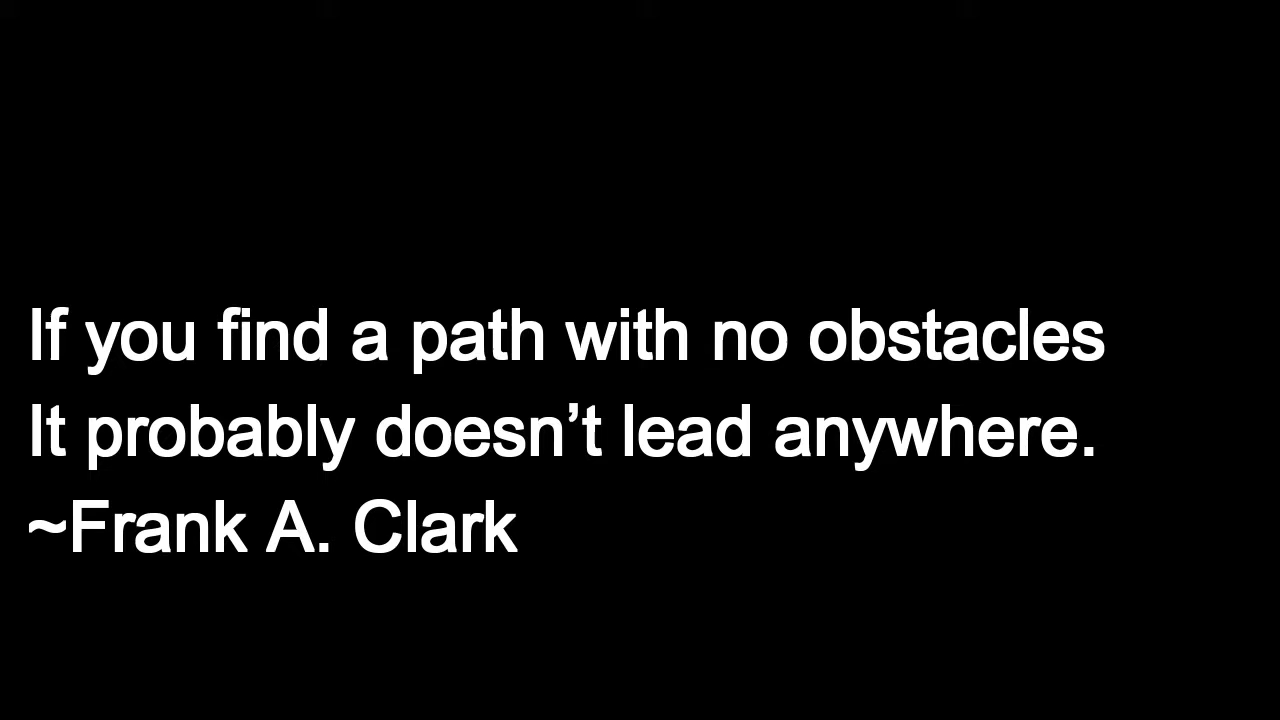 If you find a path with no obstacles
It probably doesn’t lead anywhere.
~Frank A. Clark